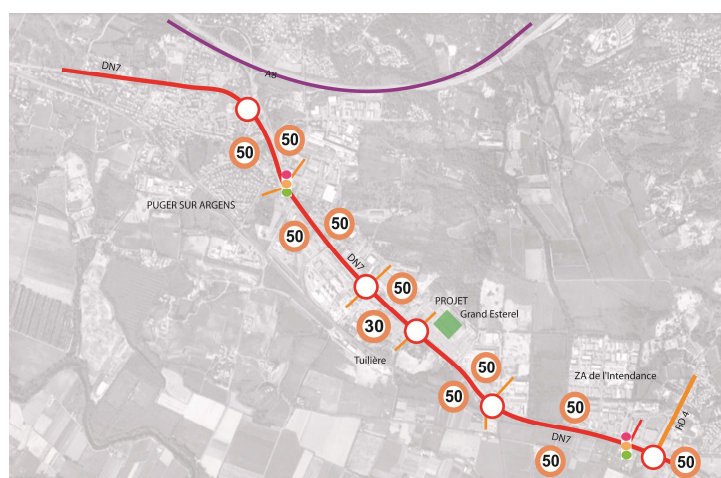 DN7
A8
50
50
PUGER SUR ARGENS
50
50
DN7
50
PROJET
Grand Esterel
30
Tuilière
50
ZA de l'Intendance
50
50
RD 4
DN7
50
50